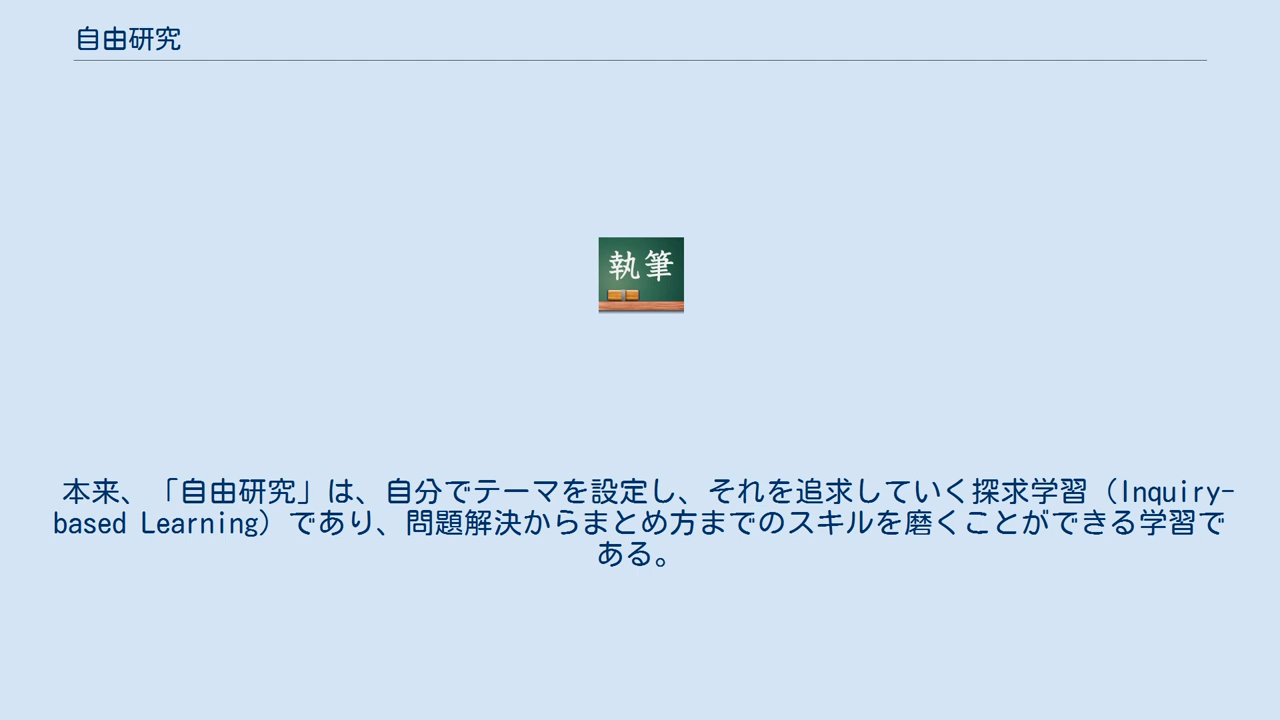 自由研究
執筆
本来、「自由研究」は、自分でテーマを設定し、それを追求していく探求学習（Inquiry-
based Learning）であり、問題解決からまとめ方までのスキルを磨くことができる学習で
ある。